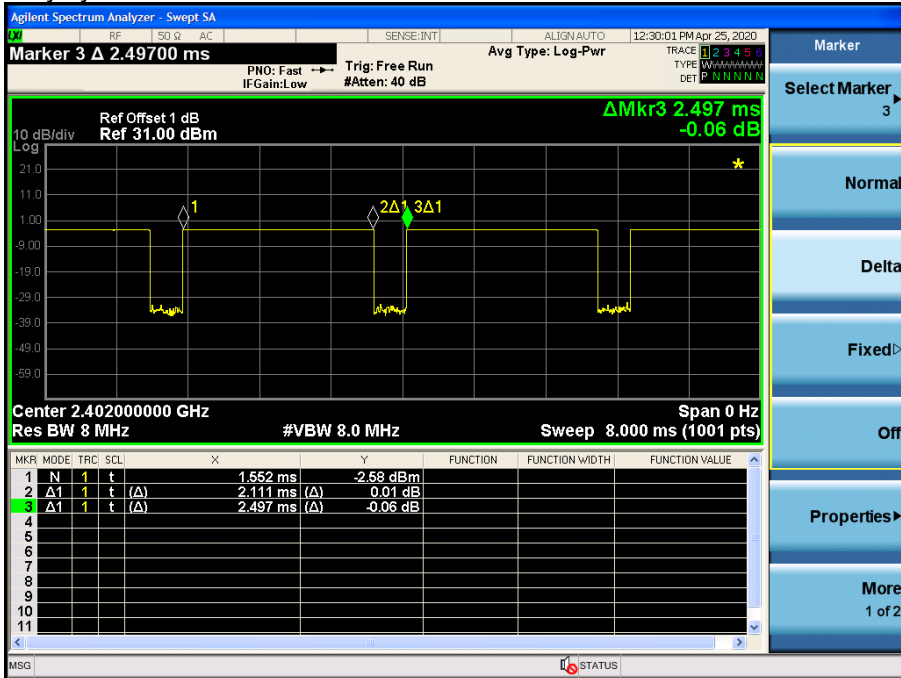 Agilent Spectrum Analyzer - Swept SA
LXI RF 50 Ω AC SENSE:INT ALIGN AUTO 12:30:01 PM Apr 25, 2020
Marker 3 Δ 2.49700 ms
PNO: Fast
IFGain:Low
Trig: Free Run
#Atten: 40 dB
Avg Type: Log-Pwr
TRACE 1 2 3 4 5 6
TYPE
DET P N N N N N
ΔMkr3 2.497 ms
-0.06 dB
Ref Offset 1 dB
10 dB/div Ref 31.00 dBm
Log
21.0
11.0
1.00
-9.00
-19.0
-29.0
-39.0
-49.0
-59.0
1
2Δ1 3Δ1
*
Center 2.402000000 GHz Span 0 Hz
Res BW 8 MHz #VBW 8.0 MHz Sweep 8.000 ms (1001 pts)
MKR MODE TRC SCL X Y FUNCTION FUNCTION WIDTH FUNCTION VALUE
1 N 1 t 1.552 ms -2.58 dBm
2 Δ1 1 t (Δ) 2.111 ms (Δ) 0.01 dB
3 Δ1 1 t (Δ) 2.497 ms (Δ) -0.06 dB
4
5
6
7
8
9
10
11
MSG STATUS
Marker
Select Marker
3
Normal
Delta
Fixed
Off
Properties
More
1 of 2